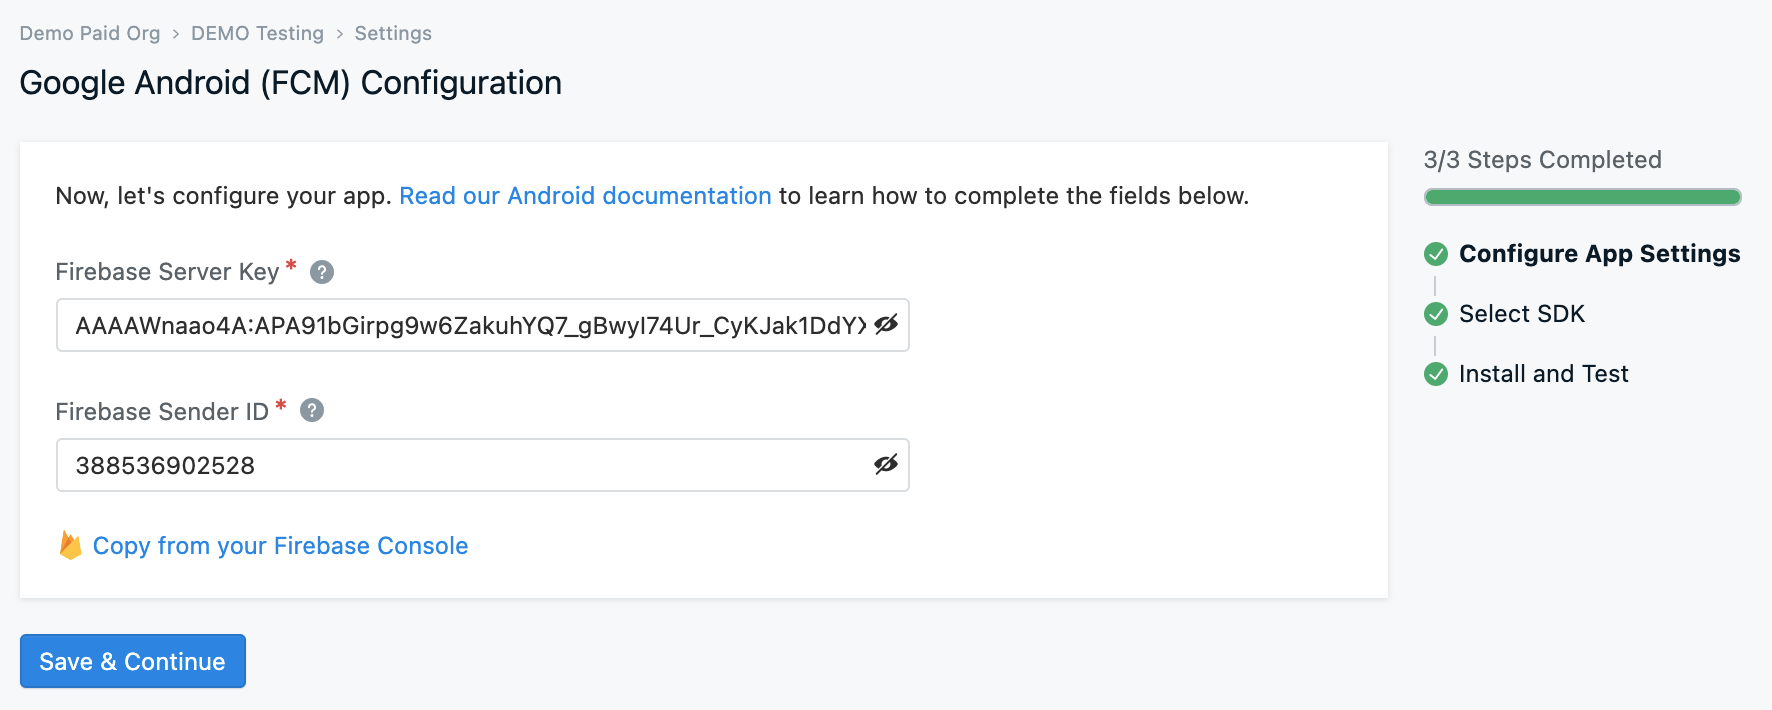 Demo Paid Org > DEMO Testing > Settings
Google Android (FCM) Configuration
Now, let's configure your app. Read our Android documentation to learn how to complete the fields below.
Firebase Server Key * ?
AAAAWnaao4A:APA91bGirpg9w6ZakuhYQ7_gBwyI74Ur_CyKJak1DdYX
Firebase Sender ID * ?
388536902528
Copy from your Firebase Console
Save & Continue
3/3 Steps Completed
Configure App Settings
Select SDK
Install and Test